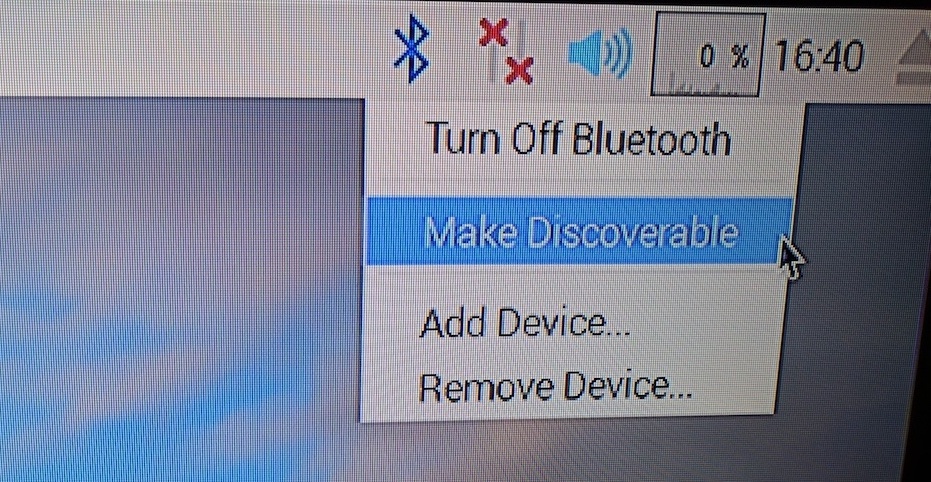 0 % 16:40
Turn Off Bluetooth
Make Discoverable
Add Device...
Remove Device...